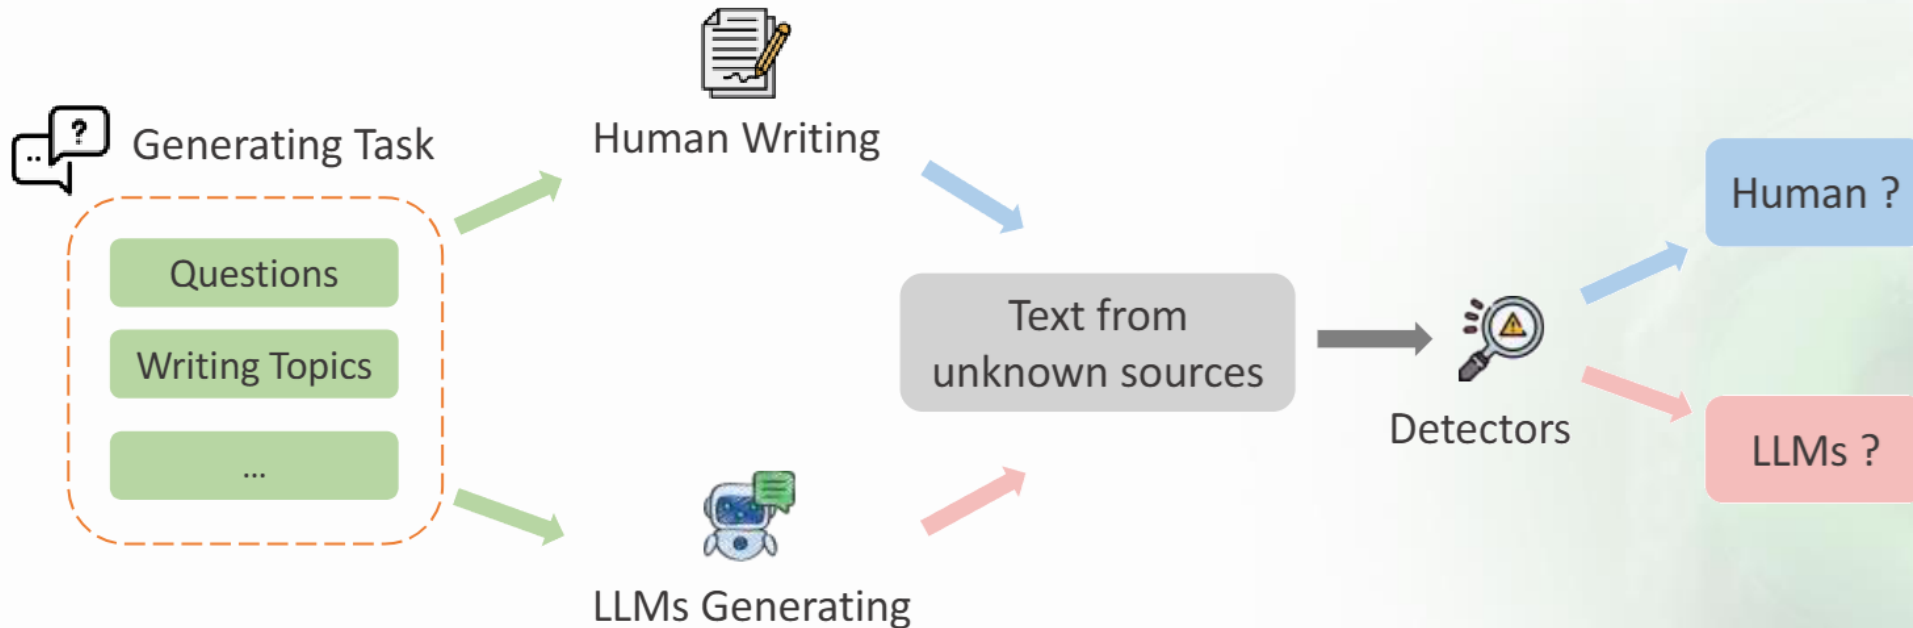 Generating Task
Questions
Writing Topics
...
Human Writing
LLMs Generating
Text from
unknown sources
Detectors
Human ?
LLMs ?